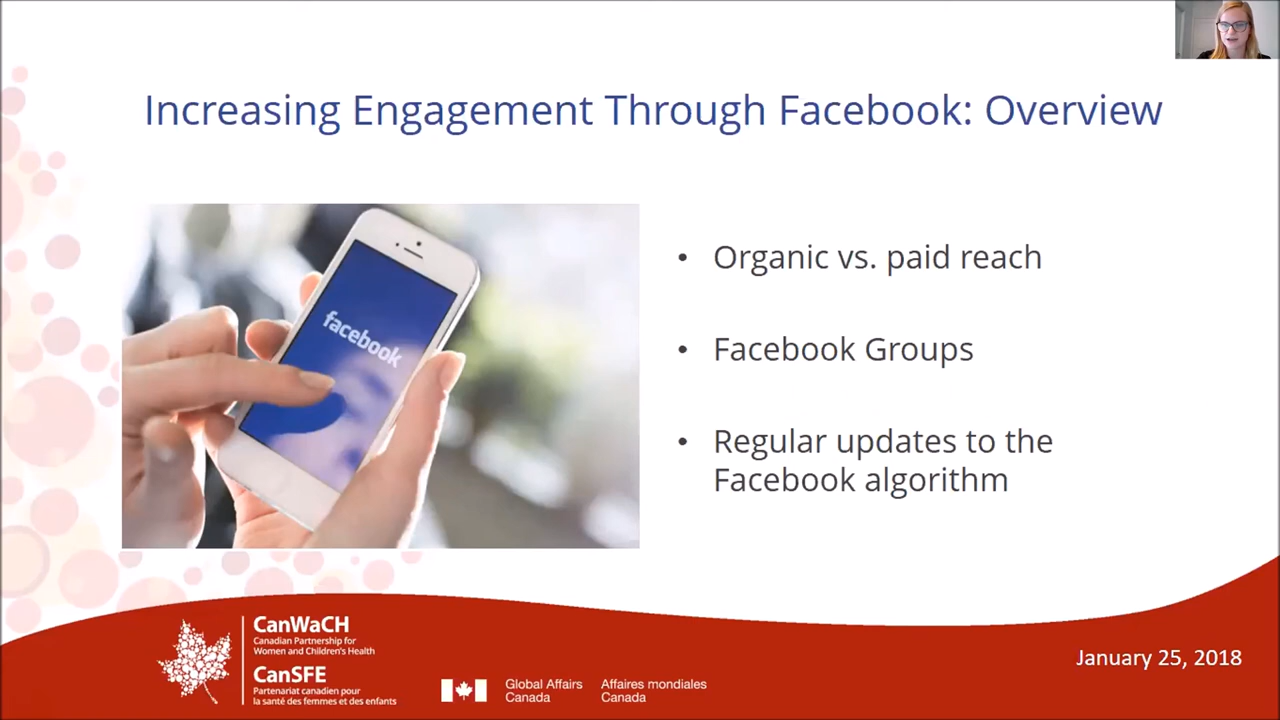 Increasing Engagement Through Facebook: Overview
facebook
• Organic vs. paid reach
• Facebook Groups
• Regular updates to the
Facebook algorithm
CanWaCH
Canadian Partnership for
Women and Children's Health
CanSFE
Partenariat canadien pour
la santé des femmes et des enfants
Global Affairs
Canada
Affaires mondiales
Canada
January 25, 2018